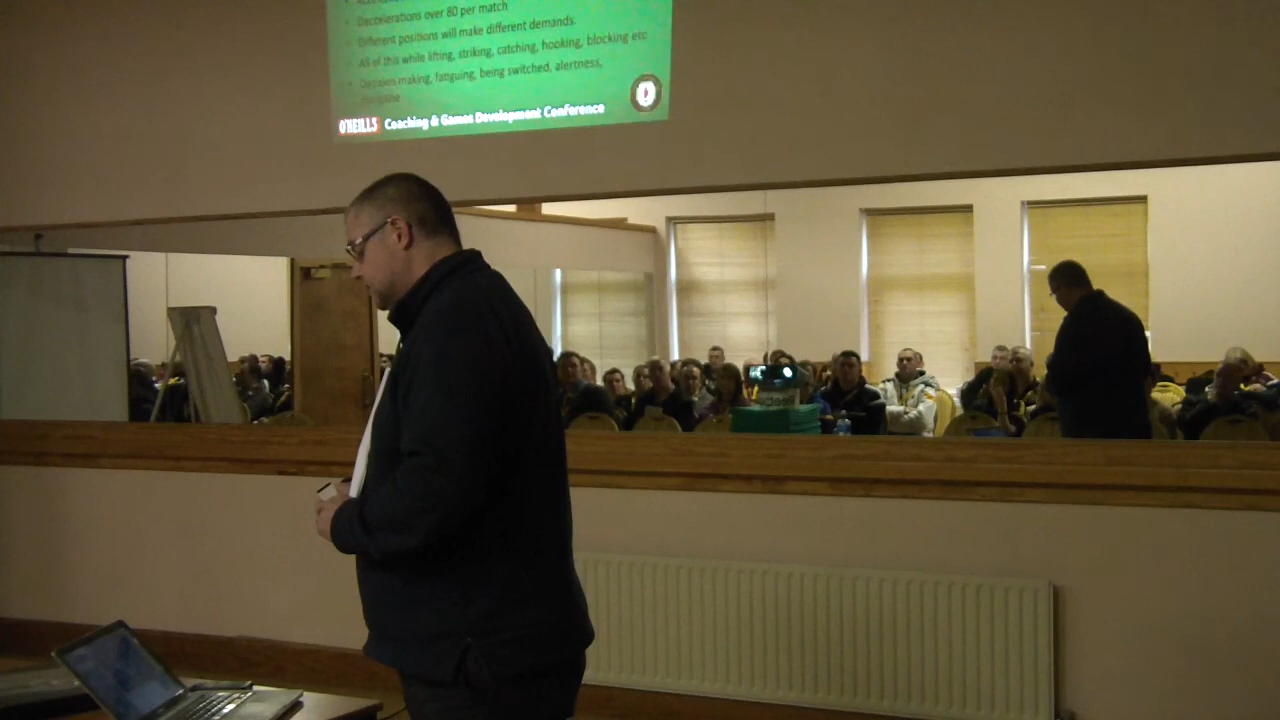 Deccelerations over 80 per match
Different positions will make different demands.
All of this while lifting, striking, catching, hooking, blocking etc
Decision making, fatiguing, being switched, alertness,
O'NEILLS Coaching & Games Development Conference